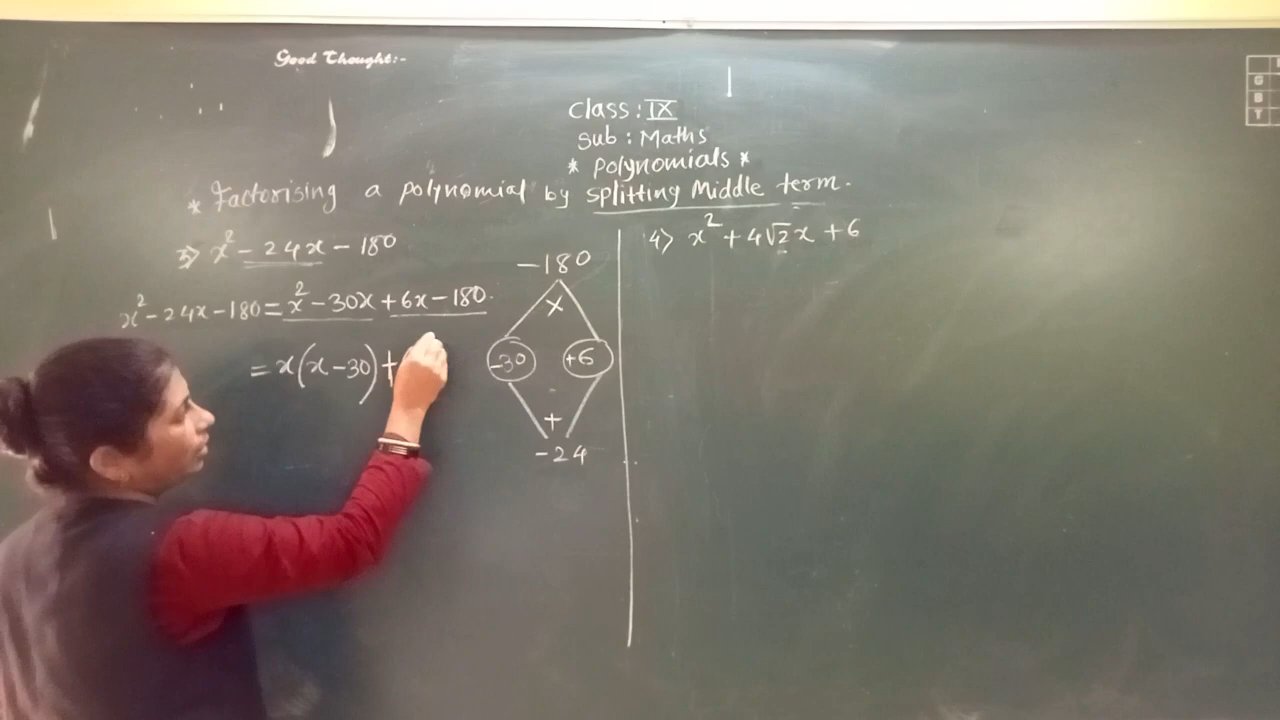 Good Thought:-
Class : IX
Sub : Maths
* Polynomials *
* Factorising a polynomial by splitting Middle term.
3> x² - 24x - 180
x² - 24x - 180 = x² - 30x + 6x - 180.
= x(x - 30) +
-180
×
-30 +6
+
-24
4> x² + 4√2x + 6
G
B
T